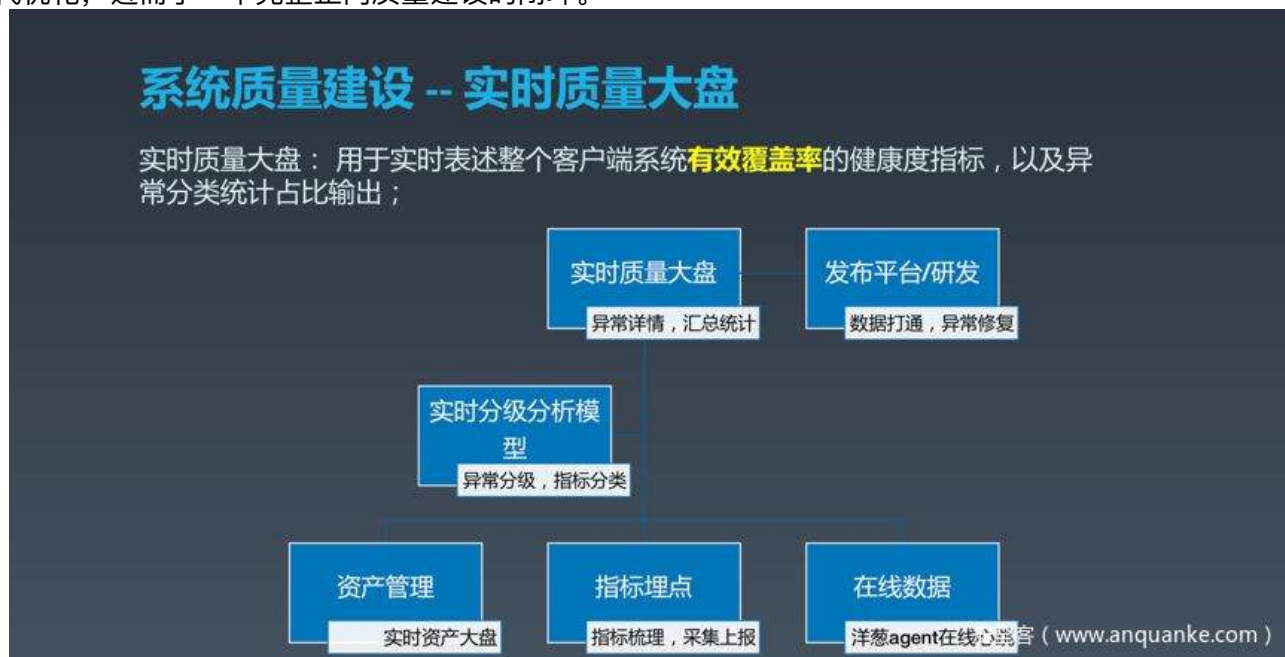 系统质量建设 -- 实时质量大盘
实时质量大盘： 用于实时表述整个客户端系统有效覆盖率的健康度指标，以及异
常分类统计占比输出；
实时质量大盘
异常详情，汇总统计
发布平台/研发
数据打通，异常修复
实时分级分析模
型
异常分级，指标分类
资产管理
实时资产大盘
指标埋点
指标梳理，采集上报
在线数据
洋葱agent在线
客（www.anquanke.com）